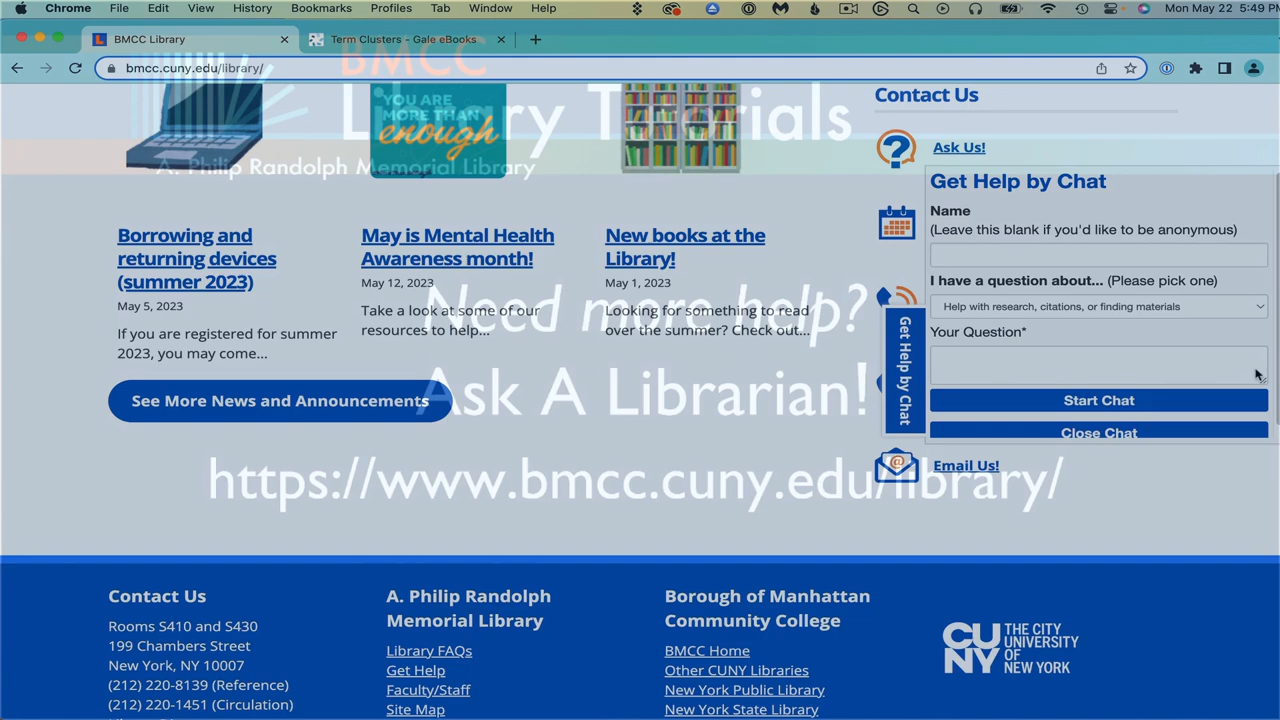 Chrome File Edit View History Bookmarks Profiles Tab Window Help
Mon May 22 5:49 PM
BMCC Library
Term Clusters - Gale eBooks
bmcc.cuny.edu/library/
BMCC
Library Tutorials
A. Philip Randolph Memorial Library
YOU ARE
MORE THAN
enough
Borrowing and
returning devices
(summer 2023)
May 5, 2023
If you are registered for summer
2023, you may come...
May is Mental Health
Awareness month!
May 12, 2023
Take a look at some of our
resources to help...
New books at the
Library!
May 1, 2023
Looking for something to read
over the summer? Check out...
See More News and Announcements
Need more help?
Ask A Librarian!
https://www.bmcc.cuny.edu/library/
Contact Us
Ask Us!
Get Help by Chat
Get Help by Chat
Name
(Leave this blank if you'd like to be anonymous)
I have a question about... (Please pick one)
Help with research, citations, or finding materials
Your Question*
Start Chat
Close Chat
Email Us!
Contact Us
Rooms S410 and S430
199 Chambers Street
New York, NY 10007
(212) 220-8139 (Reference)
(212) 220-1451 (Circulation)
A. Philip Randolph
Memorial Library
Library FAQs
Get Help
Faculty/Staff
Site Map
Borough of Manhattan
Community College
BMCC Home
Other CUNY Libraries
New York Public Library
New York State Library
CU
NY
THE CITY
UNIVERSITY
OF
NEW YORK